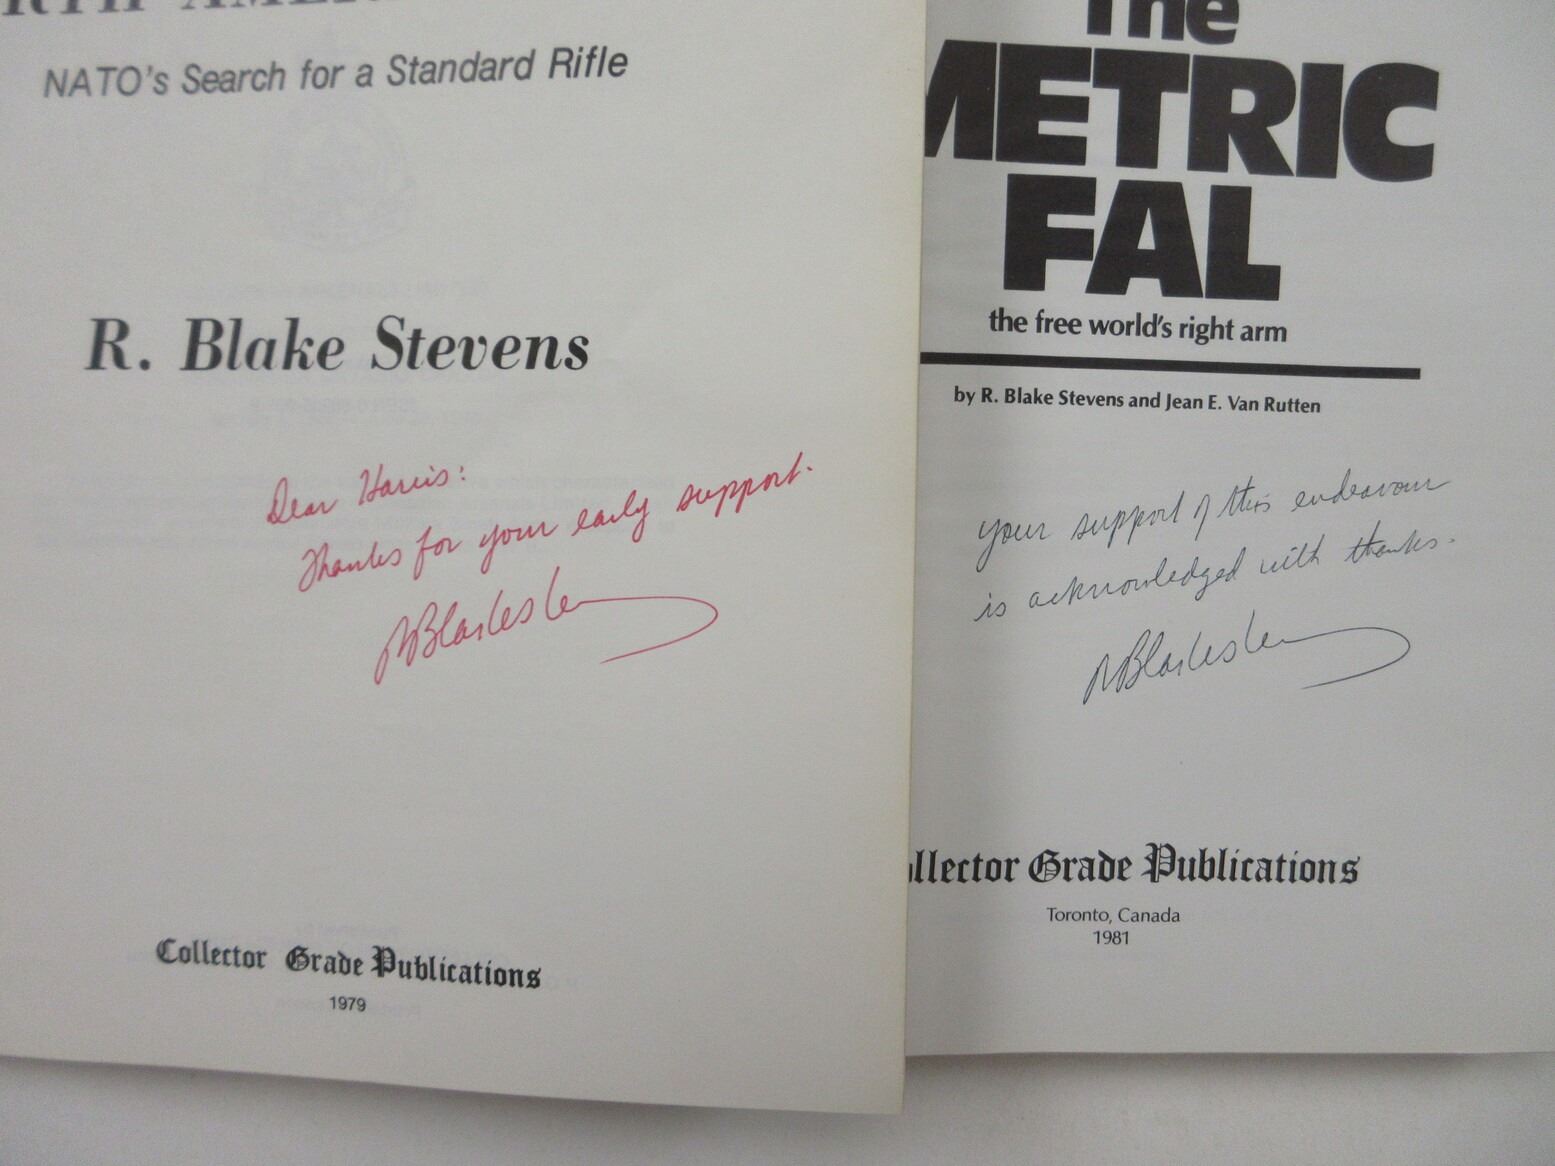 NATO's Search for a Standard Rifle
R. Blake Stevens
Dear Harris:
Thanks for your early support.
Collector Grade Publications
1979
The
METRIC
FAL
the free world's right arm
by R. Blake Stevens and Jean E. Van Rutten
your support of this endeavour
is acknowledged with thanks.
Collector Grade Publications
Toronto, Canada
1981